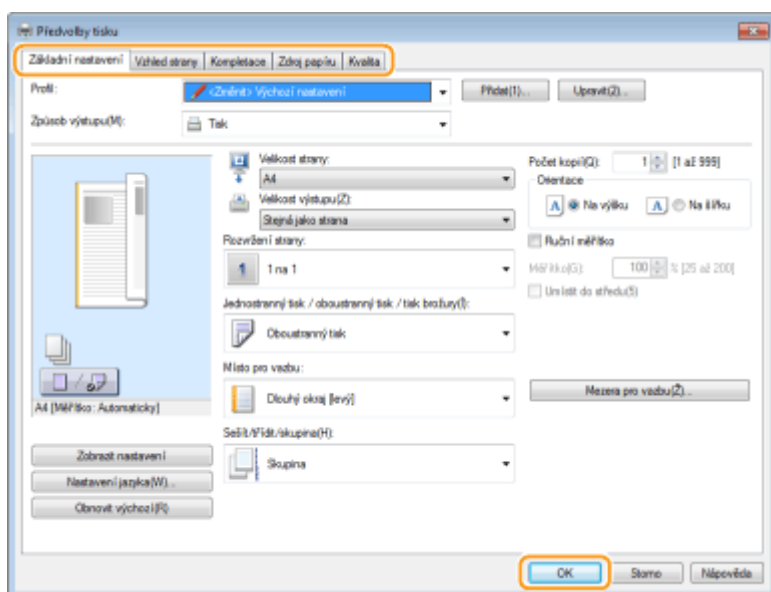 Předvolby tisku
Základní nastavení Vzhled strany Kompletace Zdroj papíru Kvalita
Profil: <Změnit> Výchozí nastavení Přidat(1)... Upravit(2)...
Způsob výstupu(M): Tisk
Velikost strany:
A4
Velikost výstupu(Z):
Stejná jako strana
Rozvržení strany:
1 1 na 1
Jednostranný tisk / oboustranný tisk / tisk brožury(I):
Oboustranný tisk
Místo pro vazbu:
Dlouhý okraj [levý]
Sešít/třídit/skupina(H):
Skupina
Počet kopií(Q): 1 [1 až 999]
Orientace
A Na výšku A Na šířku
Ruční měřítko
Měřítko(G): 100 % [25 až 200]
Umístit do středu(S)
Mezera pro vazbu(Ž)...
A4 [Měřítko: Automaticky]
Zobrazit nastavení
Nastavení jazyka(W)...
Obnovit výchozí(R)
OK Storno Nápověda